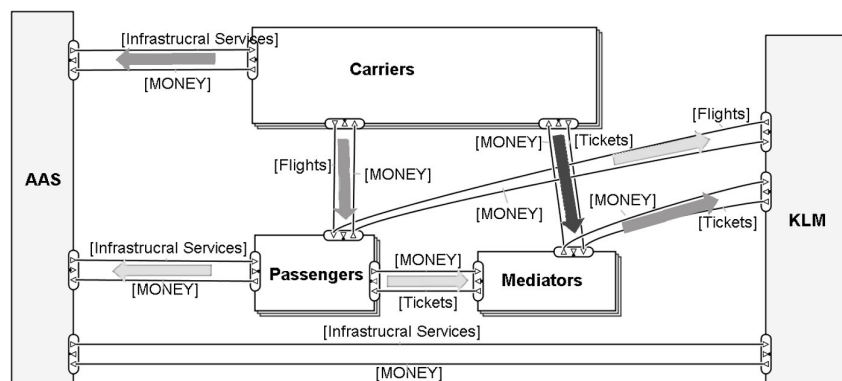 [Infrastrucral Services]
[MONEY]
Carriers
[Flights]
[MONEY]
[Tickets]
[Flights]
[MONEY]
AAS
[MONEY]
[MONEY]
[Tickets]
KLM
[Infrastrucral Services]
[MONEY]
Passengers
[MONEY]
[Tickets]
Mediators
[Infrastrucral Services]
[MONEY]